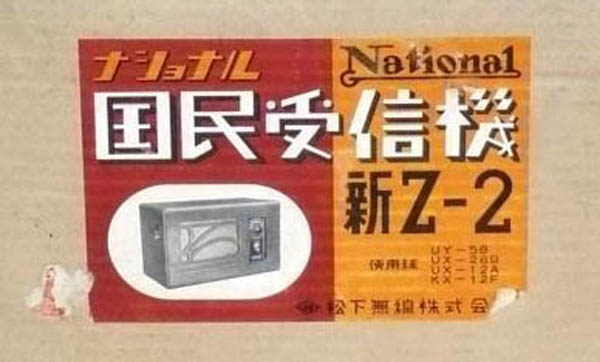 ナショナル
National
国民受信機
新Z-2
使用球
UY-56
UX-26B
UX-12A
KX-12F
松下無線株式会